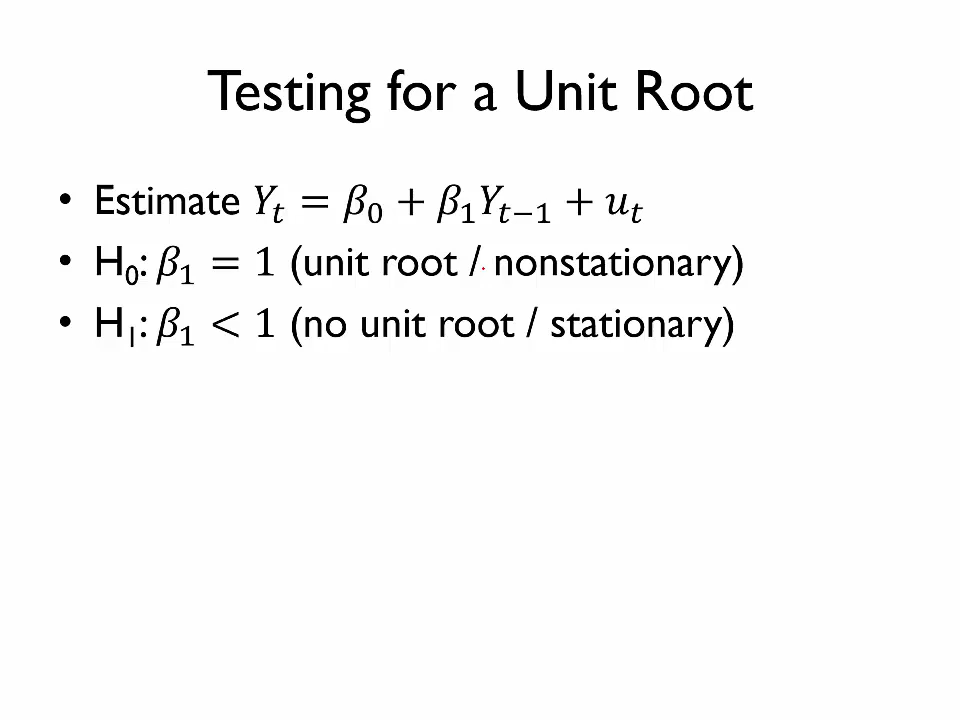 Testing for a Unit Root
• Estimate 𝑌ₜ = 𝛽₀ + 𝛽₁𝑌ₜ₋₁ + 𝑢ₜ
• H₀: 𝛽₁ = 1 (unit root / nonstationary)
• H₁: 𝛽₁ < 1 (no unit root / stationary)